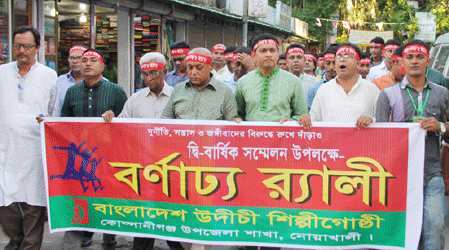 দুর্নীতি, সন্ত্রাস ও জঙ্গীবাদের বিরুদ্ধে রুখে দাঁড়াও
দ্বি-বার্ষিক সম্মেলন উপলক্ষে-
বর্ণাঢ্য র‍্যালী
বাংলাদেশ উদীচী শিল্পীগোষ্ঠী
কোম্পানীগঞ্জ উপজেলা শাখা, নোয়াখালী।